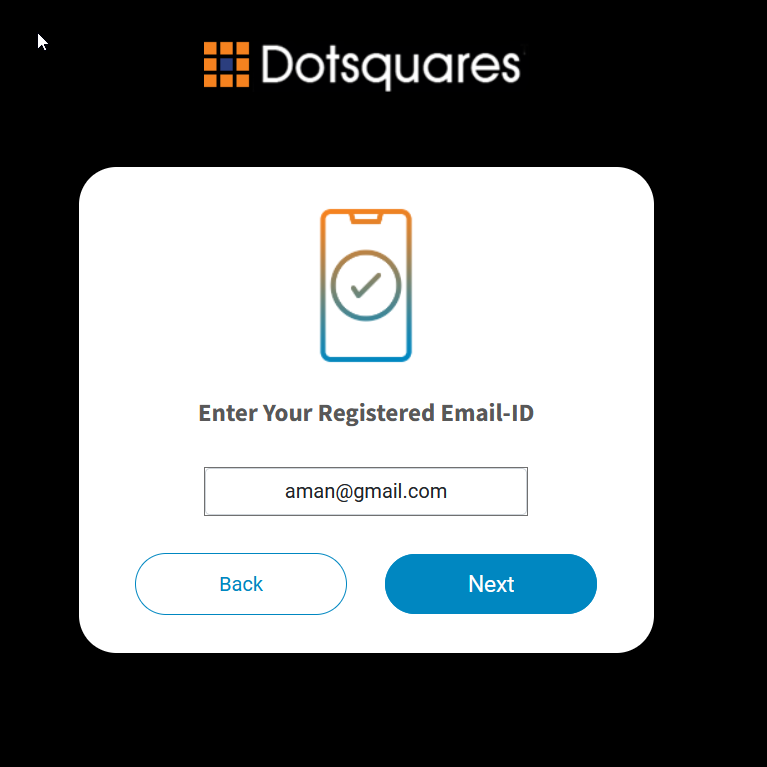 Dotsquares
Enter Your Registered Email-ID
aman@gmail.com
Back
Next